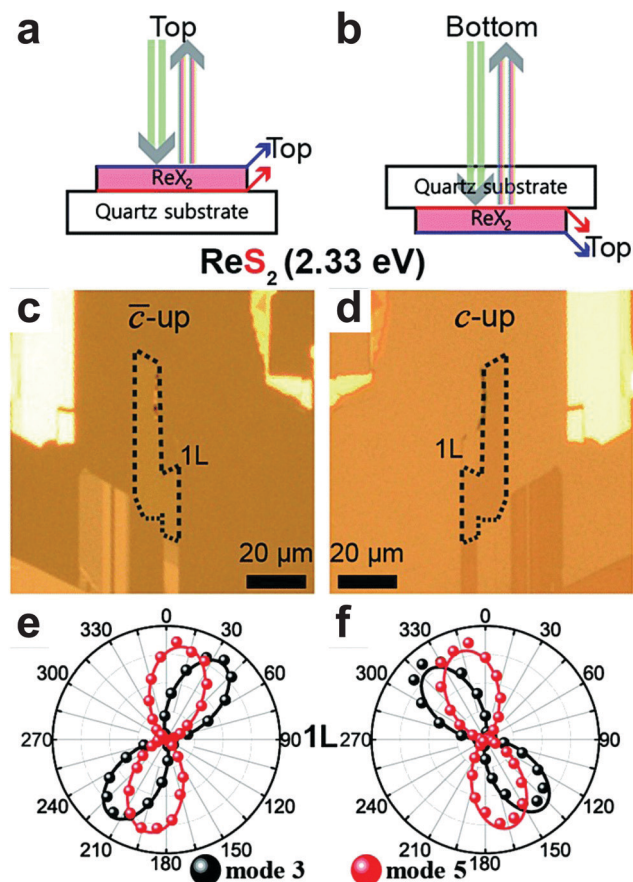 a
Top
Top
ReX₂
Quartz substrate
b
Bottom
Quartz substrate
ReX₂
Top
ReS₂ (2.33 eV)
c
c̅-up
1L
20 μm
d
c-up
1L
20 μm
e
0
30
60
90
120
150
180
210
240
270
300
330
1L
f
0
30
60
90
120
150
180
210
240
270
300
330
mode 3
mode 5